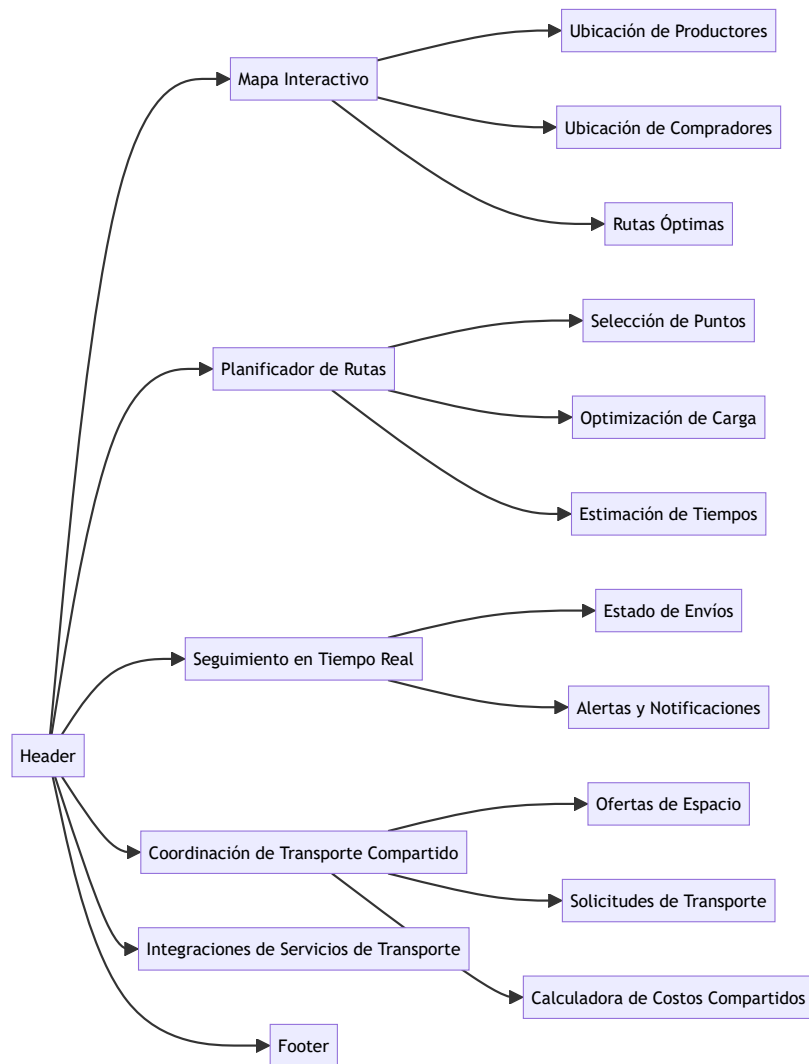 Header
Mapa Interactivo
Ubicación de Productores
Ubicación de Compradores
Rutas Óptimas
Planificador de Rutas
Selección de Puntos
Optimización de Carga
Estimación de Tiempos
Seguimiento en Tiempo Real
Estado de Envíos
Alertas y Notificaciones
Coordinación de Transporte Compartido
Ofertas de Espacio
Solicitudes de Transporte
Calculadora de Costos Compartidos
Integraciones de Servicios de Transporte
Footer